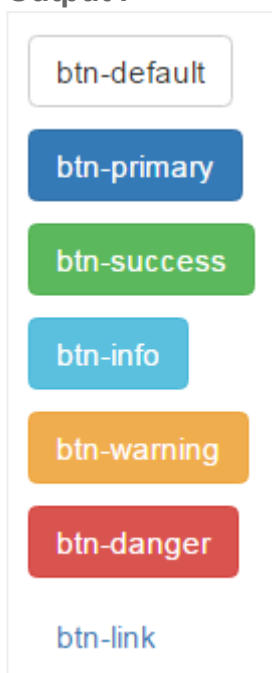 btn-default
btn-primary
btn-success
btn-info
btn-warning
btn-danger
btn-link